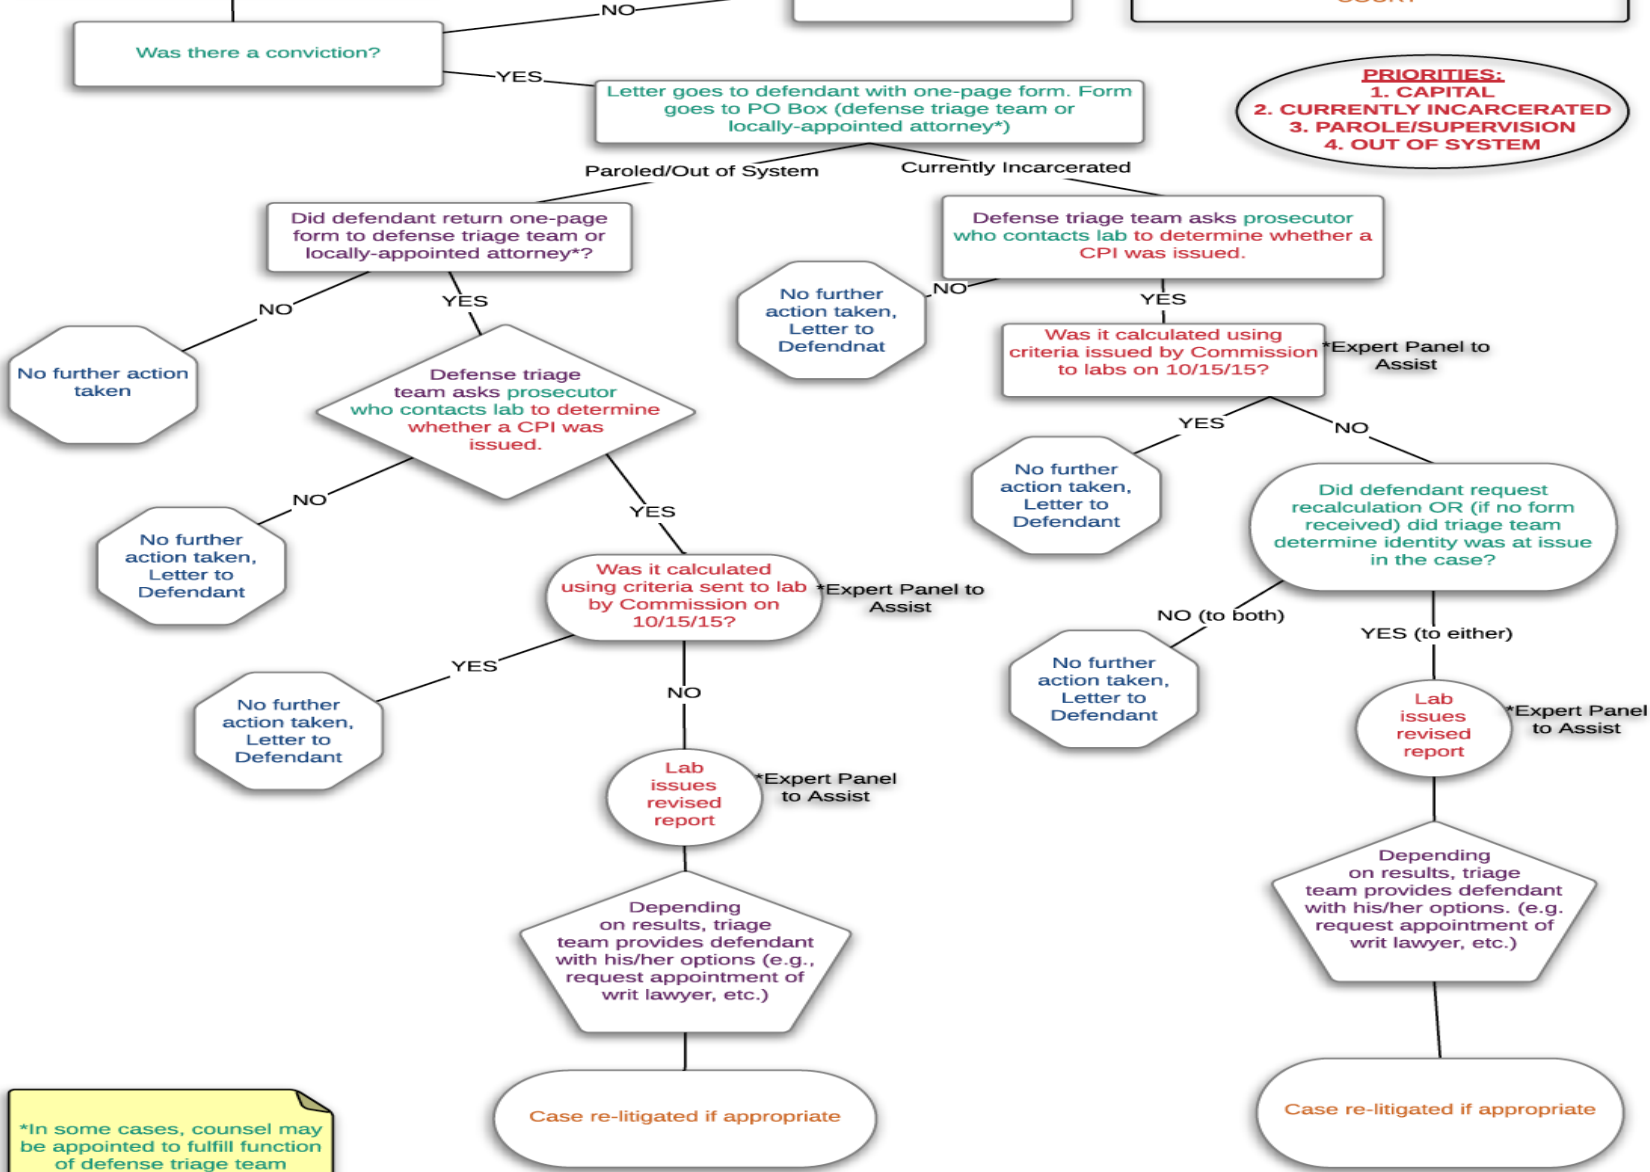 NO
Was there a conviction?
YES
Letter goes to defendant with one-page form. Form
goes to PO Box (defense triage team or
locally-appointed attorney*)
PRIORITIES:
1. CAPITAL
2. CURRENTLY INCARCERATED
3. PAROLE/SUPERVISION
4. OUT OF SYSTEM
Paroled/Out of System
Currently Incarcerated
Did defendant return one-page
form to defense triage team or
locally-appointed attorney*?
Defense triage team asks prosecutor
who contacts lab to determine whether a
CPI was issued.
NO
YES
NO
YES
No further
action taken,
Letter to
Defendnat
Was it calculated using
criteria issued by Commission
to labs on 10/15/15?
*Expert Panel to
Assist
No further action
taken
Defense triage
team asks prosecutor
who contacts lab to determine
whether a CPI was
issued.
YES
NO
No further
action taken,
Letter to
Defendant
Did defendant request
recalculation OR (if no form
received) did triage team
determine identity was at issue
in the case?
NO
YES
No further
action taken,
Letter to
Defendant
Was it calculated
using criteria sent to lab
by Commission on
10/15/15?
*Expert Panel to
Assist
NO (to both)
YES (to either)
YES
NO
No further
action taken,
Letter to
Defendant
No further
action taken,
Letter to
Defendant
Lab
issues
revised
report
*Expert Panel
to Assist
Lab
issues
revised
report
*Expert Panel
to Assist
Depending
on results, triage
team provides defendant
with his/her options. (e.g.
request appointment of
writ lawyer, etc.)
Depending
on results, triage
team provides defendant
with his/her options (e.g.,
request appointment of
writ lawyer, etc.)
Case re-litigated if appropriate
Case re-litigated if appropriate
*In some cases, counsel may
be appointed to fulfill function
of defense triage team